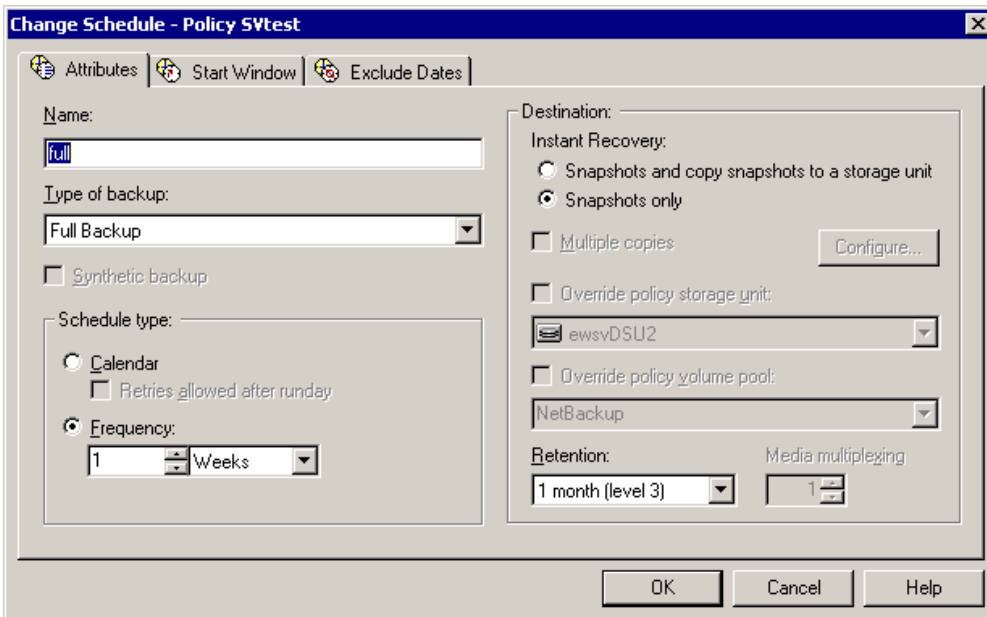 Change Schedule - Policy SVtest
Attributes
Start Window
Exclude Dates
Name:
full
Type of backup:
Full Backup
Synthetic backup
Schedule type:
Calendar
Retries allowed after runday
Frequency:
1 Weeks
Destination:
Instant Recovery:
Snapshots and copy snapshots to a storage unit
Snapshots only
Multiple copies
Configure...
Override policy storage unit:
ewsvDSU2
Override policy volume pool:
NetBackup
Retention:
Media multiplexing
1 month (level 3)
1
OK
Cancel
Help